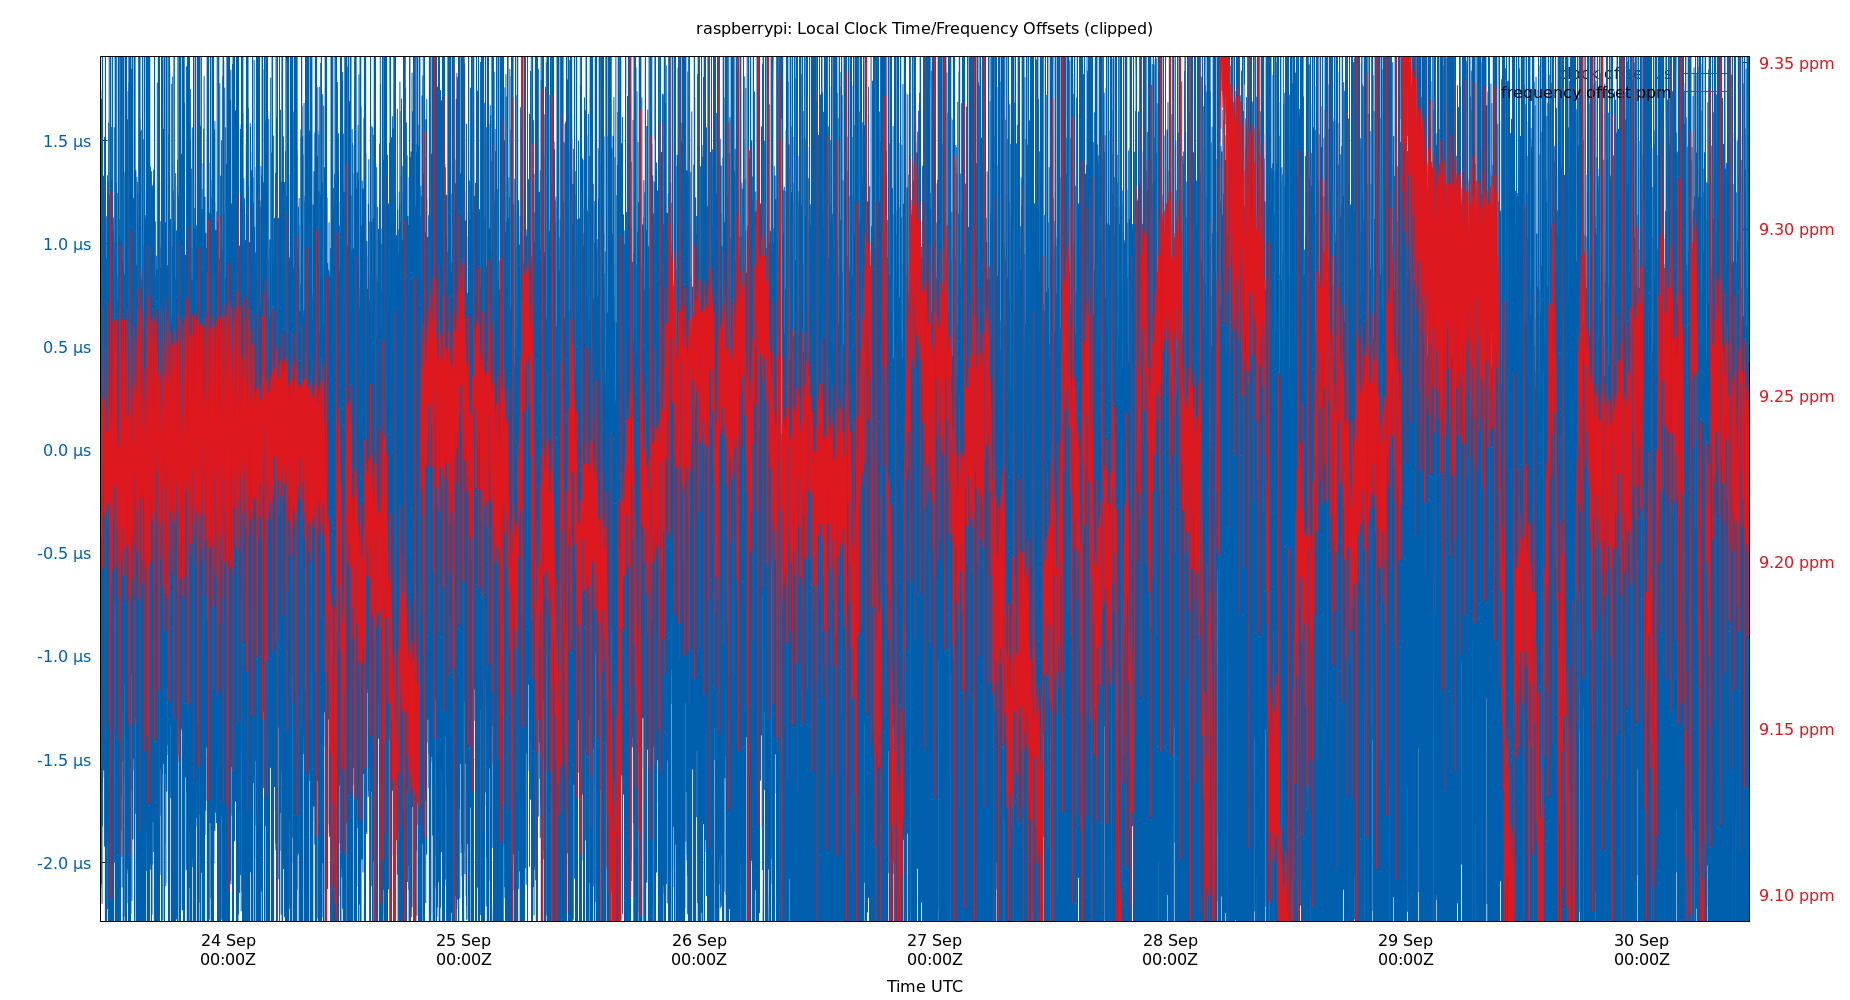 raspberrypi: Local Clock Time/Frequency Offsets (clipped)
9.35 ppm
frequency offset ppm
1.5 µs
1.0 µs
9.30 ppm
0.5 µs
9.25 ppm
0.0 µs
-0.5 µs
9.20 ppm
-1.0 µs
9.15 ppm
-1.5 µs
-2.0 µs
9.10 ppm
24 Sep 25 Sep 26 Sep 27 Sep 28 Sep 29 Sep 30 Sep
00:00Z 00:00Z 00:00Z 00:00Z 00:00Z 00:00Z 00:00Z
Time UTC